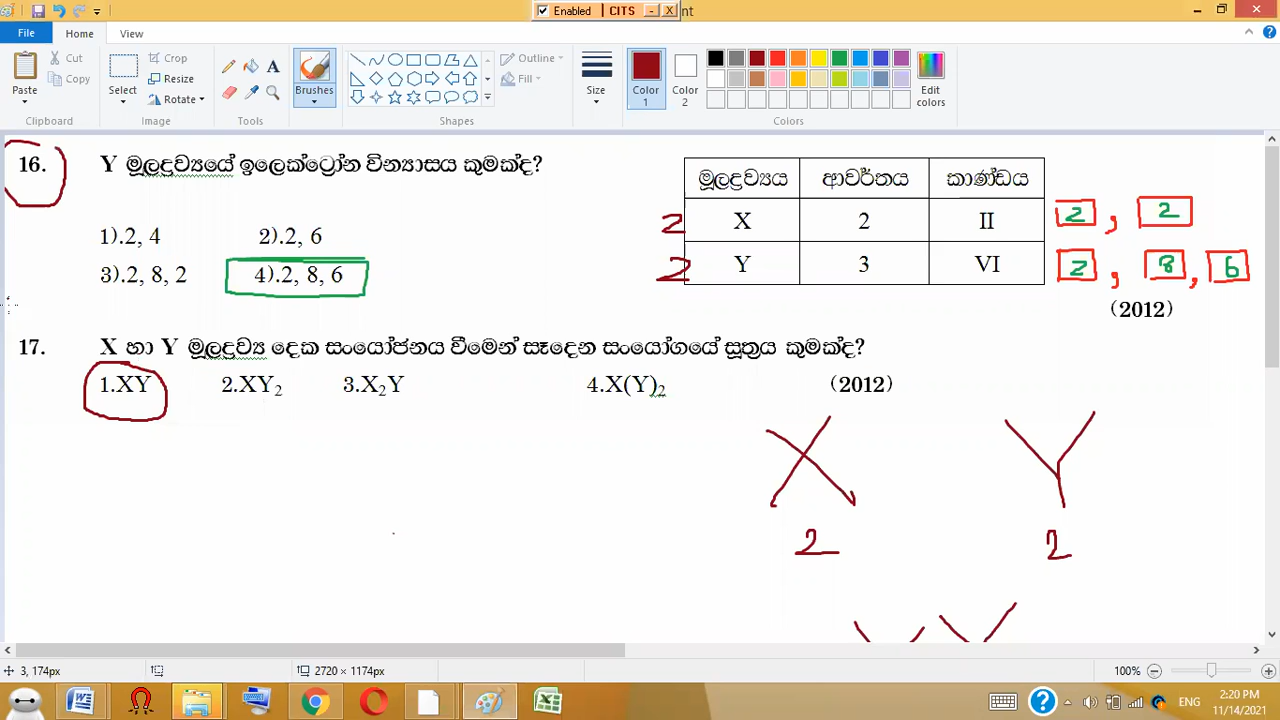 Enabled | CITS - X nt
File Home View
Cut
Copy
Paste
Clipboard
Crop
Resize
Rotate
Select
Image
A
Tools
Brushes
Outline
Fill
Shapes
Size
Color 1
Color 2
Edit colors
Colors
16. Y මූලද්‍රව්‍යයේ ඉලෙක්ට්‍රෝන වින්‍යාසය කුමක්ද?
1).2, 4 2).2, 6
3).2, 8, 2 4).2, 8, 6
මූලද්‍රව්‍යය ආවර්තය කාණ්ඩය
2 X 2 II 2 , 2
2 Y 3 VI 2 , 8 , 6
(2012)
17. X හා Y මූලද්‍රව්‍ය දෙක සංයෝජනය වීමෙන් සෑදෙන සංයෝගයේ සූත්‍රය කුමක්ද?
1.XY 2.XY₂ 3.X₂Y 4.X(Y)₂ (2012)
X Y
2 2
3, 174px 2720 × 1174px 100%
ENG 2:20 PM
11/14/2021